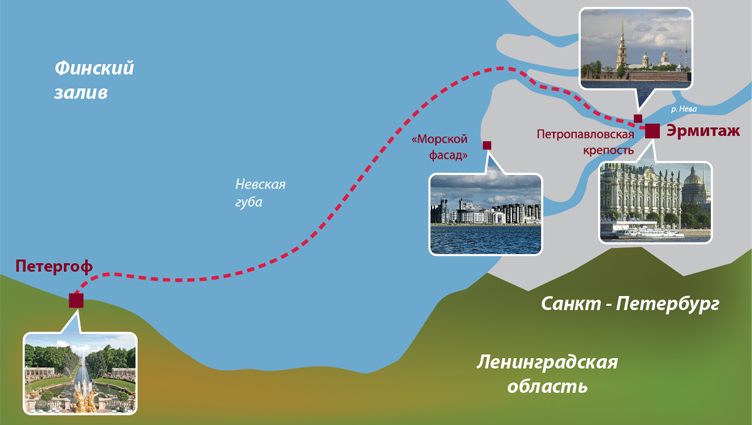 Финский
залив
р. Нева
Эрмитаж
Петропавловская
крепость
«Морской
фасад»
Невская
губа
Петергоф
Санкт - Петербург
Ленинградская
область